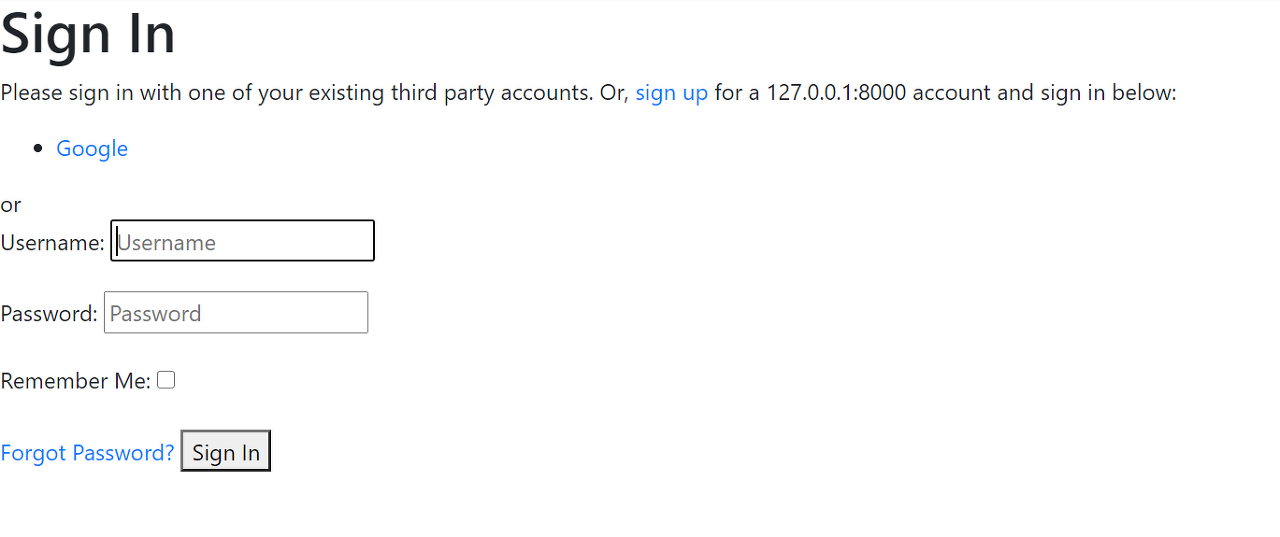 Sign In
Please sign in with one of your existing third party accounts. Or, sign up for a 127.0.0.1:8000 account and sign in below:
Google
or
Username: Username
Password: Password
Remember Me:
Forgot Password? Sign In